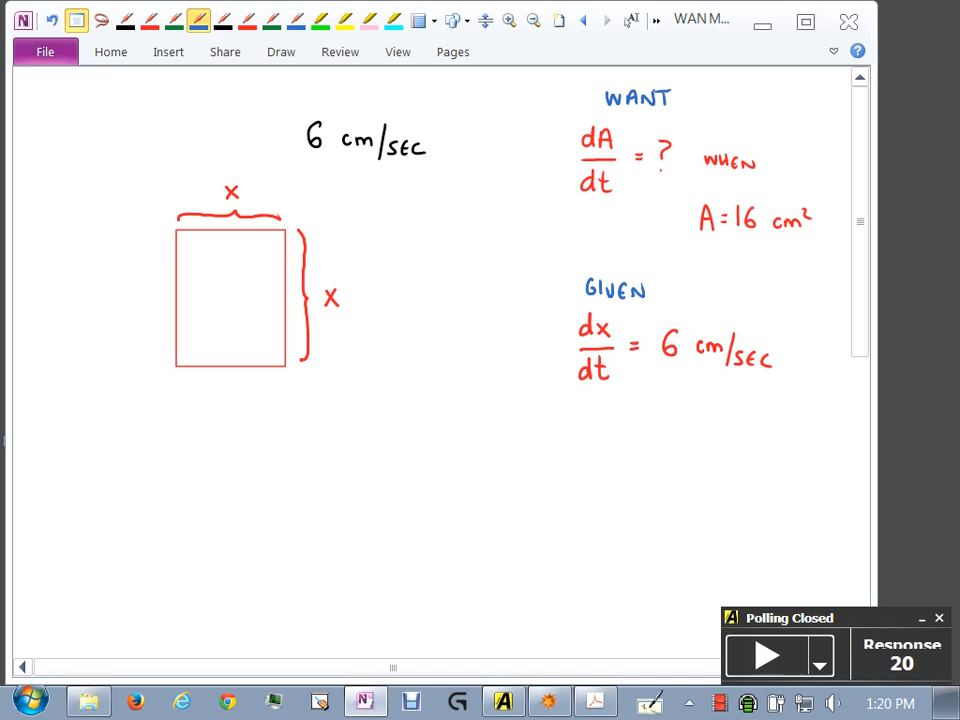 WANM...
File Home Insert Share Draw Review View Pages
6 cm/SEC
x
x
WANT
dA/dt = ? WHEN
A = 16 cm²
GIVEN
dx/dt = 6 cm/SEC
Polling Closed
Response
20
1:20 PM